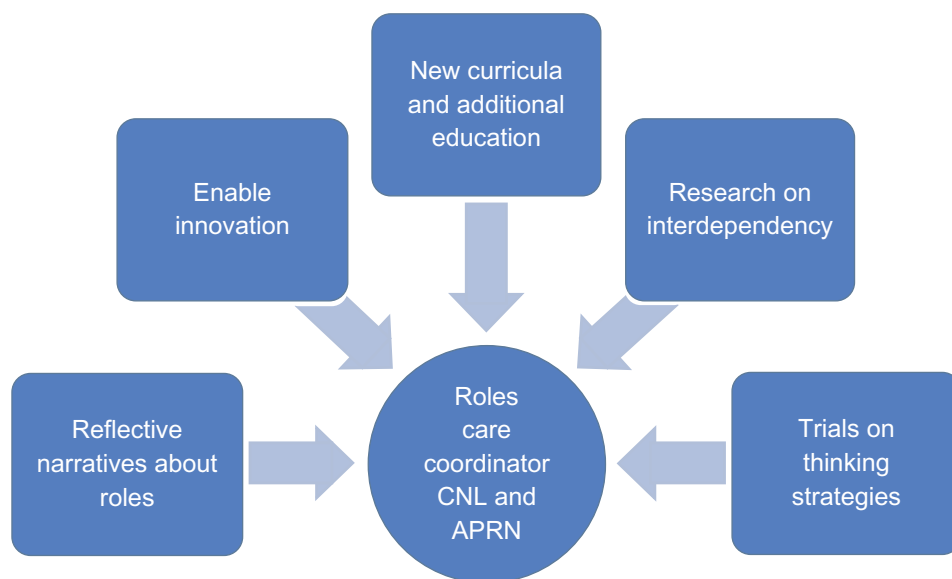 New curricula
and additional
education
Enable
innovation
Research on
interdependency
Reflective
narratives about
roles
Roles
care
coordinator
CNL and
APRN
Trials on
thinking
strategies